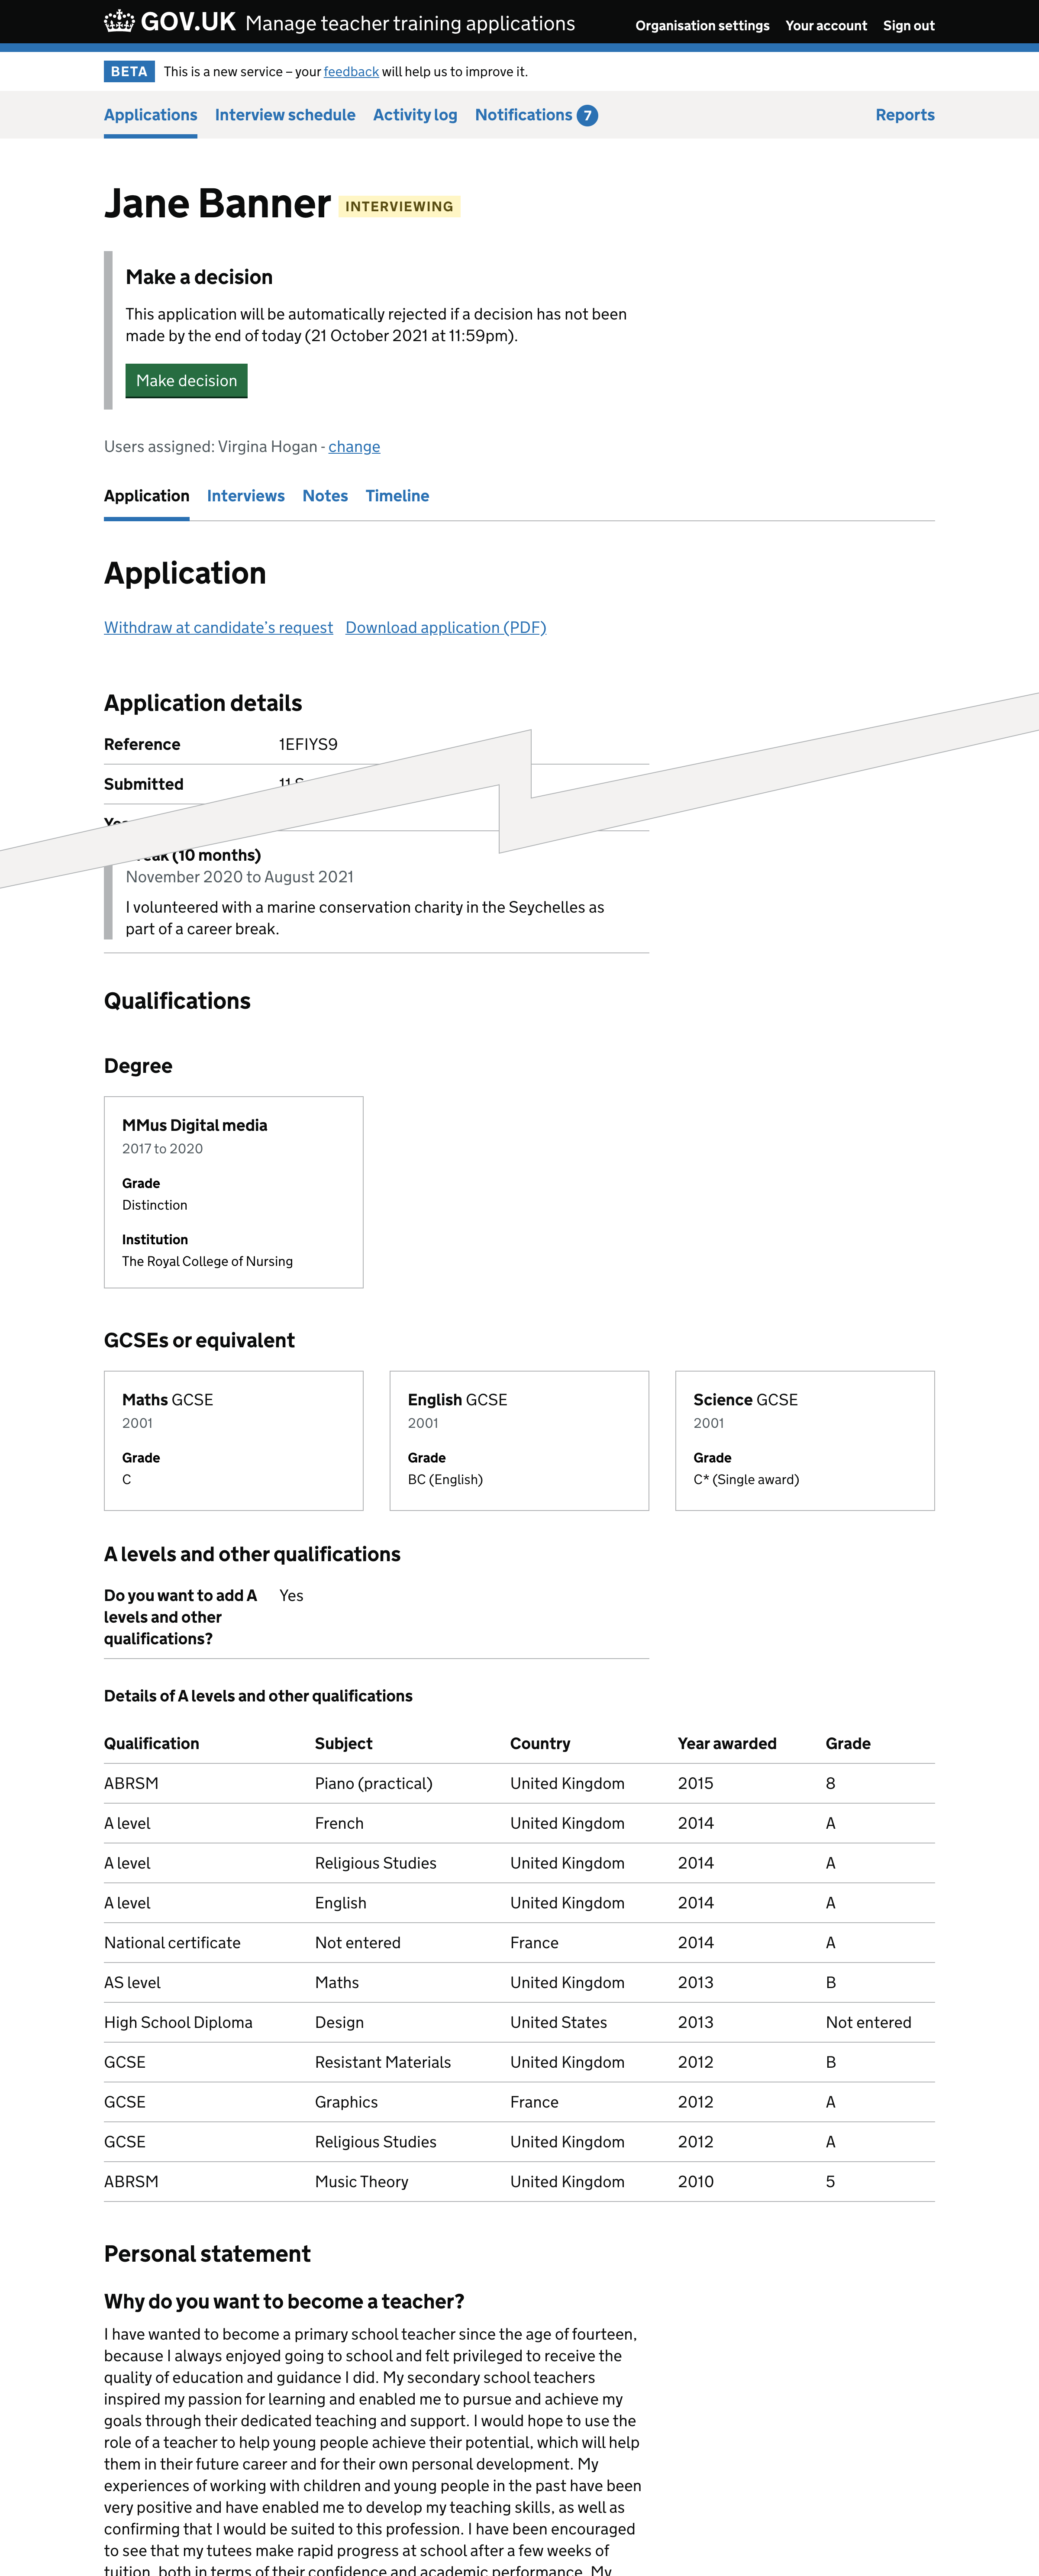 GOV.UK Manage teacher training applications Organisation settings Your account Sign out
BETA This is a new service – your feedback will help us to improve it.
Applications Interview schedule Activity log Notifications 7 Reports
Jane Banner INTERVIEWING
Make a decision
This application will be automatically rejected if a decision has not been
made by the end of today (21 October 2021 at 11:59pm).
Make decision
Users assigned: Virgina Hogan - change
Application Interviews Notes Timeline
Application
Withdraw at candidate’s request Download application (PDF)
Application details
Reference 1EFIYS9
Submitted 11
(10 months)
November 2020 to August 2021
I volunteered with a marine conservation charity in the Seychelles as
part of a career break.
Qualifications
Degree
MMus Digital media
2017 to 2020
Grade
Distinction
Institution
The Royal College of Nursing
GCSEs or equivalent
Maths GCSE English GCSE Science GCSE
2001 2001 2001
Grade Grade Grade
C BC (English) C* (Single award)
A levels and other qualifications
Do you want to add A Yes
levels and other
qualifications?
Details of A levels and other qualifications
Qualification Subject Country Year awarded Grade
ABRSM Piano (practical) United Kingdom 2015 8
A level French United Kingdom 2014 A
A level Religious Studies United Kingdom 2014 A
A level English United Kingdom 2014 A
National certificate Not entered France 2014 A
AS level Maths United Kingdom 2013 B
High School Diploma Design United States 2013 Not entered
GCSE Resistant Materials United Kingdom 2012 B
GCSE Graphics France 2012 A
GCSE Religious Studies United Kingdom 2012 A
ABRSM Music Theory United Kingdom 2010 5
Personal statement
Why do you want to become a teacher?
I have wanted to become a primary school teacher since the age of fourteen,
because I always enjoyed going to school and felt privileged to receive the
quality of education and guidance I did. My secondary school teachers
inspired my passion for learning and enabled me to pursue and achieve my
goals through their dedicated teaching and support. I would hope to use the
role of a teacher to help young people achieve their potential, which will help
them in their future career and for their own personal development. My
experiences of working with children and young people in the past have been
very positive and have enabled me to develop my teaching skills, as well as
confirming that I would be suited to this profession. I have been encouraged
to see that my tutees make rapid progress at school after a few weeks of
tuition, both in terms of their confidence and academic performance. My